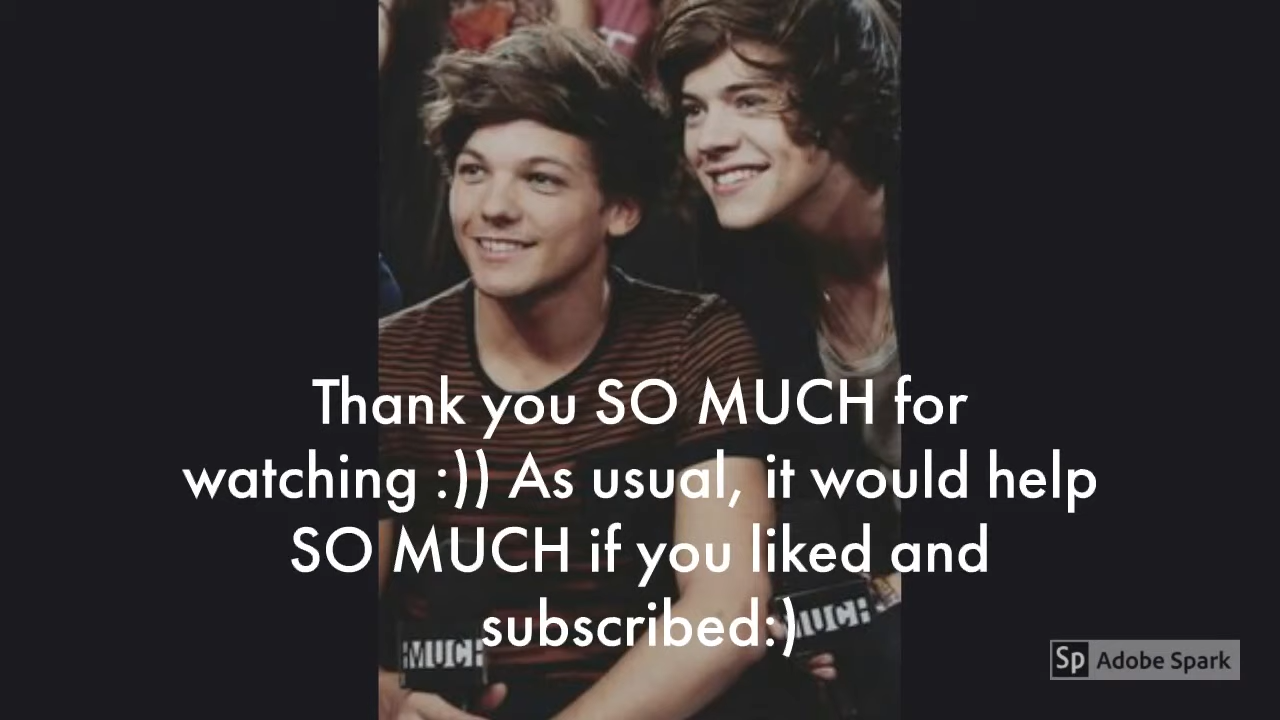 Thank you SO MUCH for
watching :)) As usual, it would help
SO MUCH if you liked and
subscribed:)
MUCH
MUCH
Sp Adobe Spark